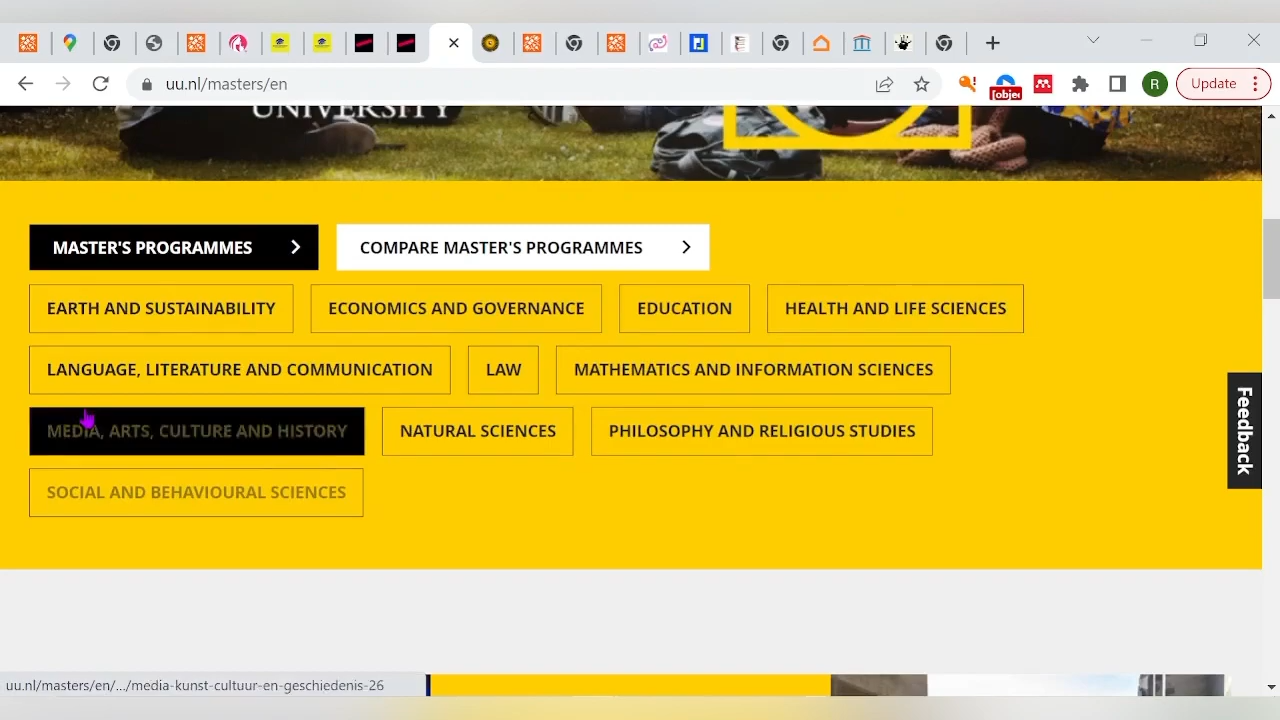 uu.nl/masters/en
[objec
R
Update
UNIVERSITY
MASTER'S PROGRAMMES
COMPARE MASTER'S PROGRAMMES
EARTH AND SUSTAINABILITY
ECONOMICS AND GOVERNANCE
EDUCATION
HEALTH AND LIFE SCIENCES
LANGUAGE, LITERATURE AND COMMUNICATION
LAW
MATHEMATICS AND INFORMATION SCIENCES
MEDIA, ARTS, CULTURE AND HISTORY
NATURAL SCIENCES
PHILOSOPHY AND RELIGIOUS STUDIES
SOCIAL AND BEHAVIOURAL SCIENCES
Feedback
uu.nl/masters/en/.../media-kunst-cultuur-en-geschiedenis-26